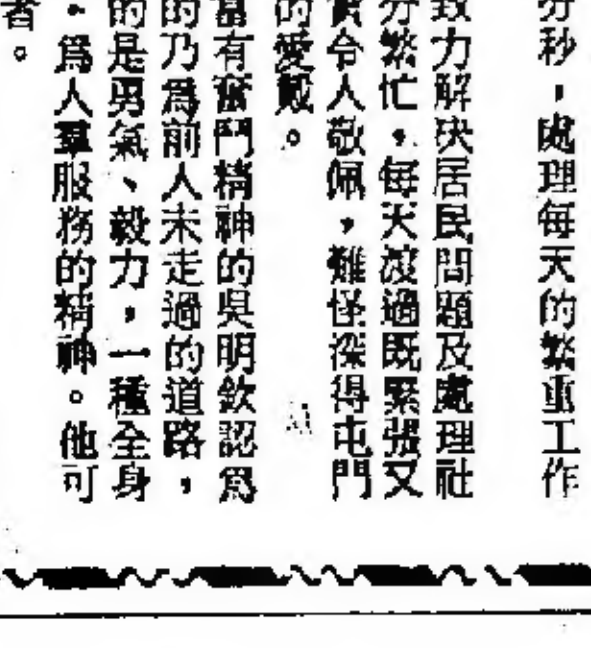 分秒，處理每天的繁重工作
致力解決居民問題及處理社
分繁忙，每天渡過既緊張又
實令人敬佩，難怪深得屯門
的愛戴。
富有奮鬥精神的吳明欽認爲
的乃爲前人未走過的道路，
的是勇氣、毅力，一種全身
，爲人羣服務的精神。他可
者。